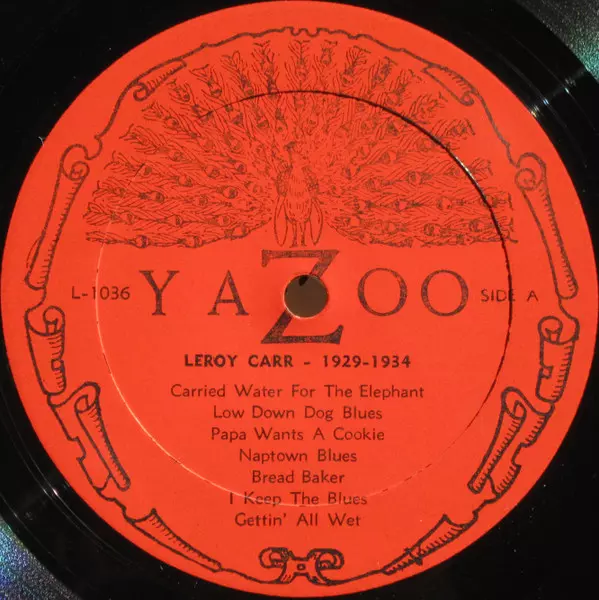 L-1036 YAZOO SIDE A
LEROY CARR - 1929-1934
Carried Water For The Elephant
Low Down Dog Blues
Papa Wants A Cookie
Naptown Blues
Bread Baker
I Keep The Blues
Gettin' All Wet